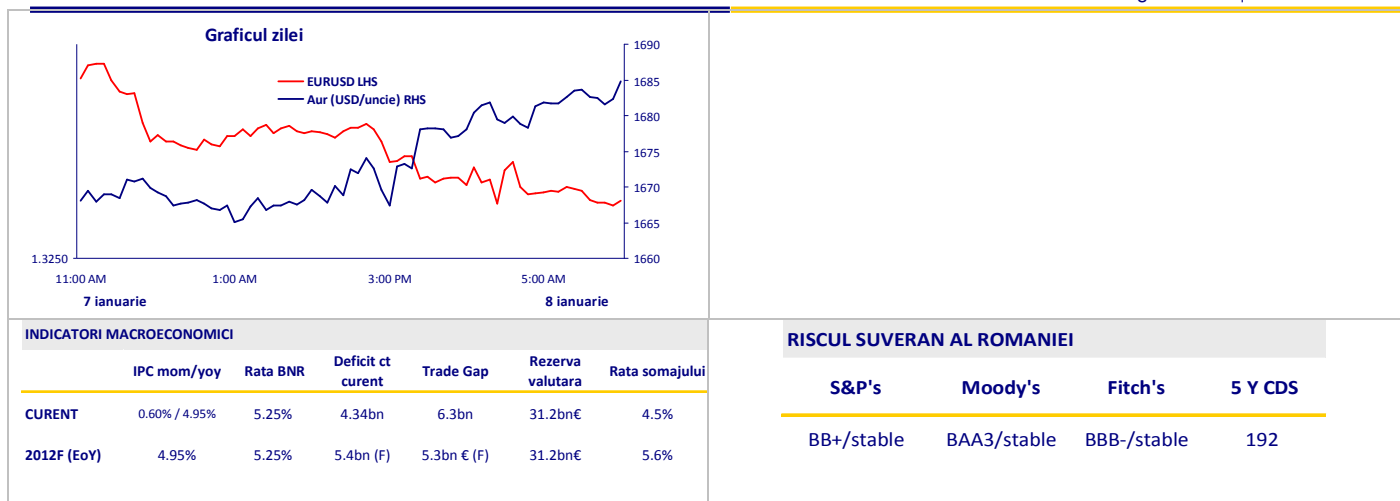 Graficul zilei
EURUSD LHS
Aur (USD/uncie) RHS
1690
1685
1680
1675
1670
1665
1660
1.3250
11:00 AM 1:00 AM 3:00 PM 5:00 AM
7 ianuarie 8 ianuarie
INDICATORI MACROECONOMICI
IPC mom/yoy Rata BNR Deficit ct curent Trade Gap Rezerva valutara Rata somajului
CURENT 0.60% / 4.95% 5.25% 4.34bn 6.3bn 31.2bn€ 4.5%
2012F (EoY) 4.95% 5.25% 5.4bn (F) 5.3bn € (F) 31.2bn€ 5.6%
RISCUL SUVERAN AL ROMANIEI
S&P's Moody's Fitch's 5 Y CDS
BB+/stable BAA3/stable BBB-/stable 192